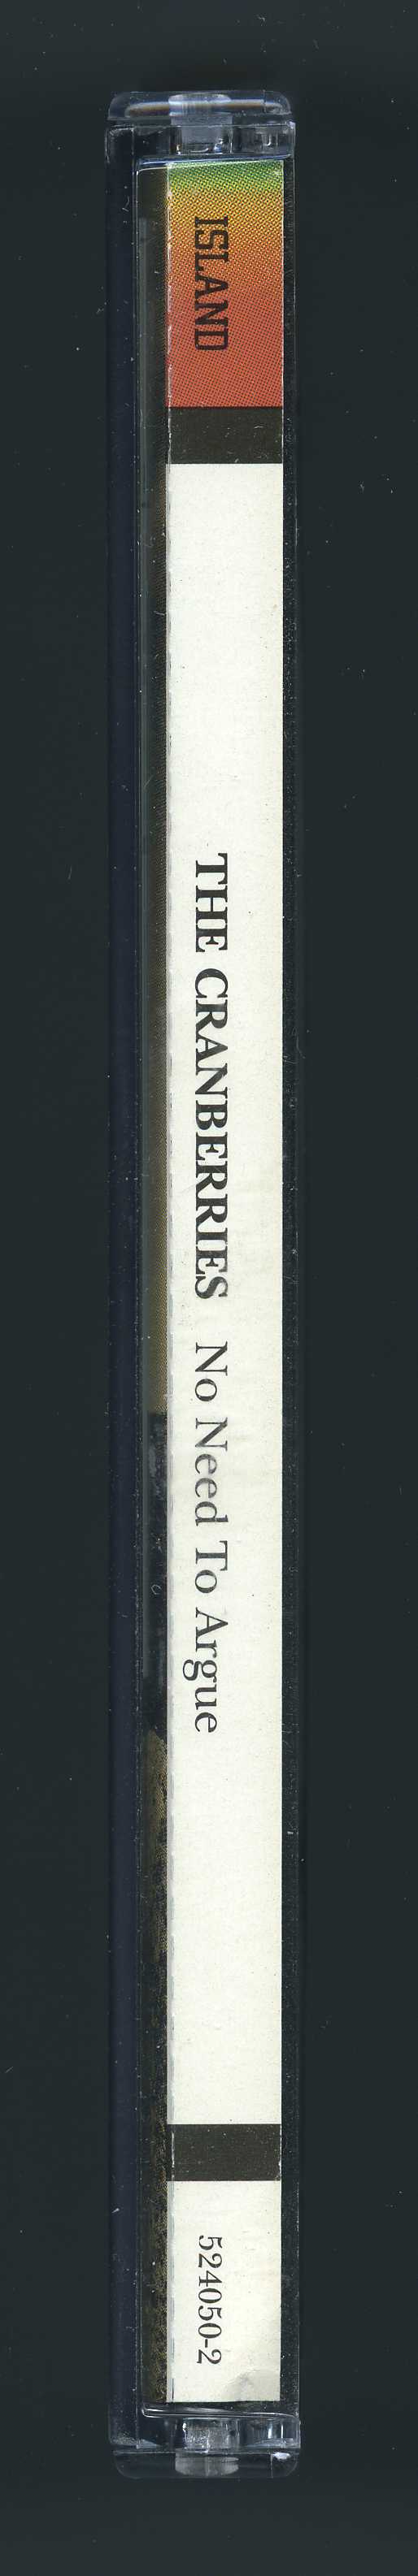 ISLAND
THE CRANBERRIES No Need To Argue
524050-2